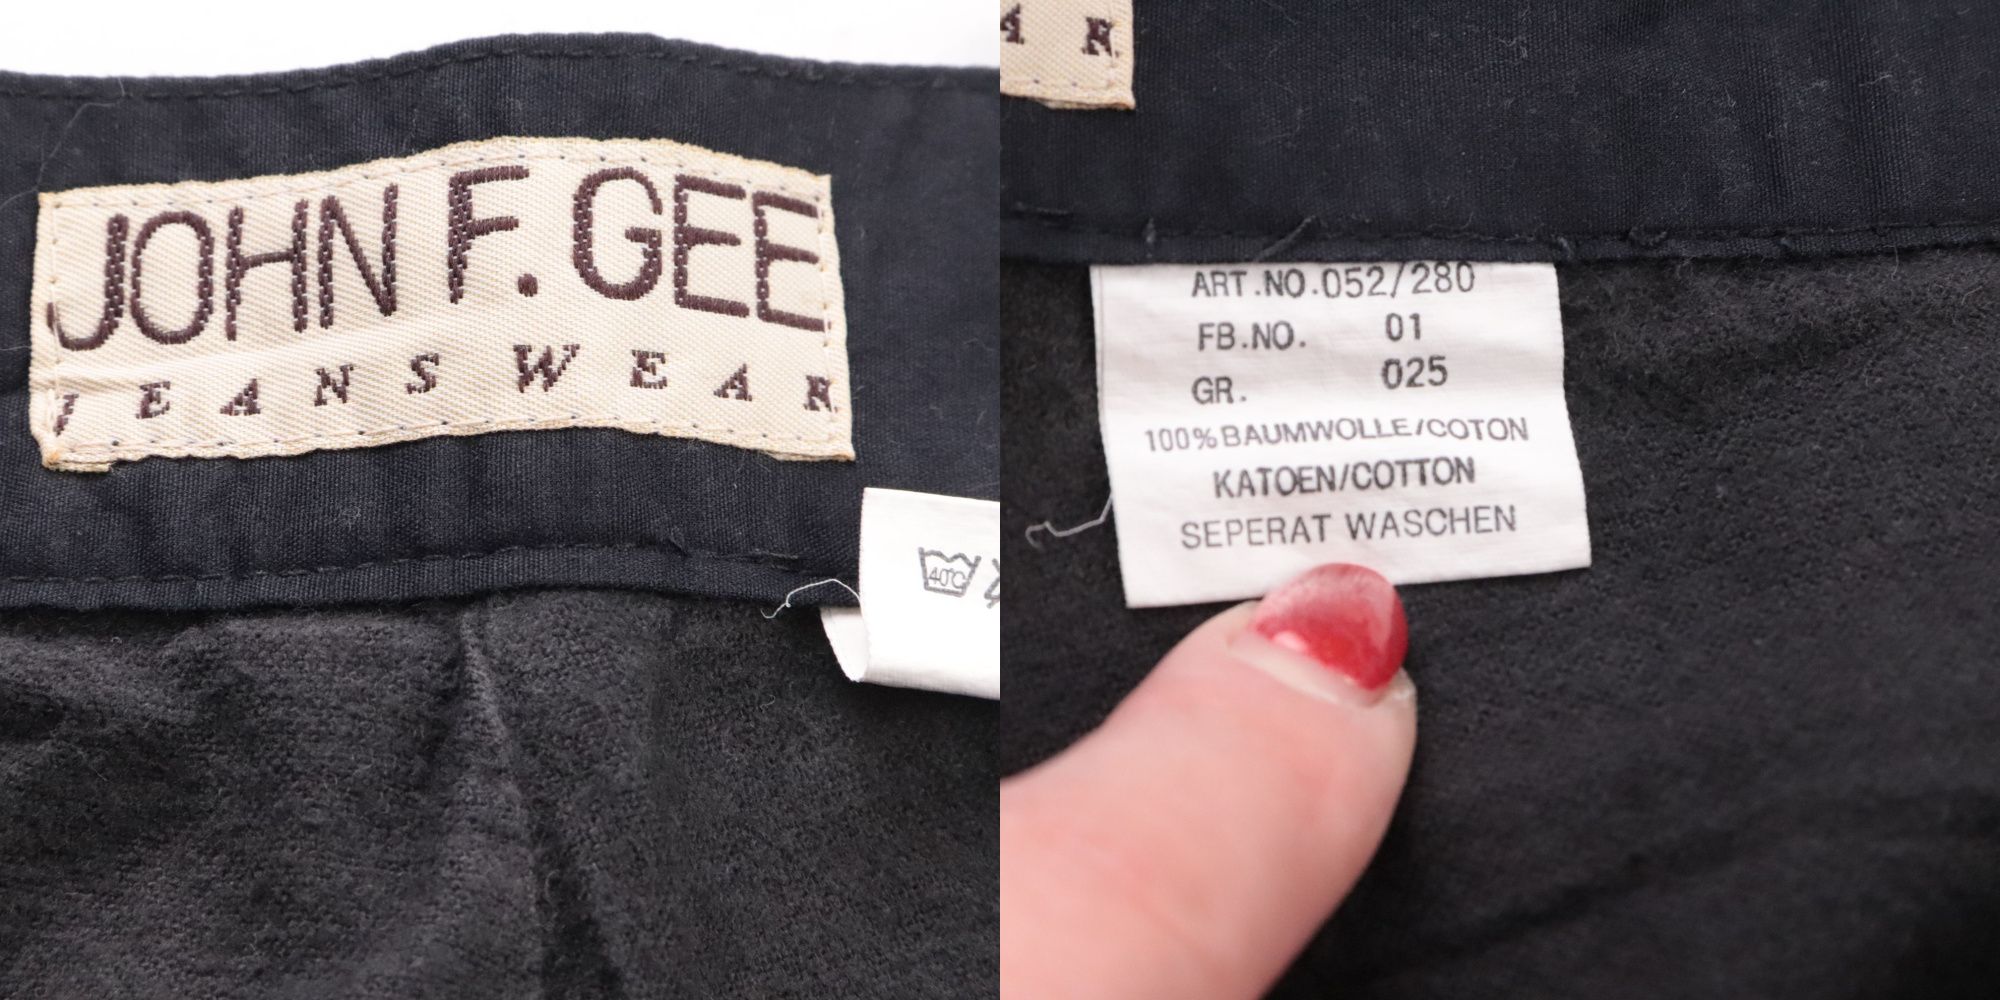 JOHN F. GEE
JEANSWEAR
40°C
A R
ART.NO.052/280
FB.NO. 01
GR. 025
100%BAUMWOLLE/COTON
KATOEN/COTTON
SEPERAT WASCHEN